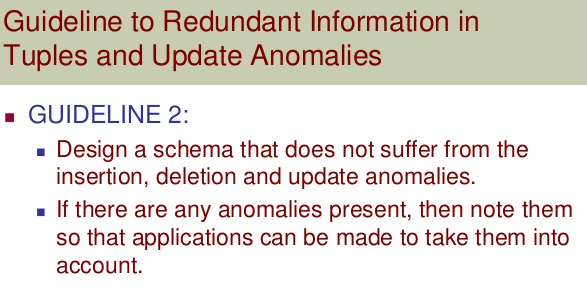 Guideline to Redundant Information in
Tuples and Update Anomalies
GUIDELINE 2:
Design a schema that does not suffer from the
insertion, deletion and update anomalies.
If there are any anomalies present, then note them
so that applications can be made to take them into
account.